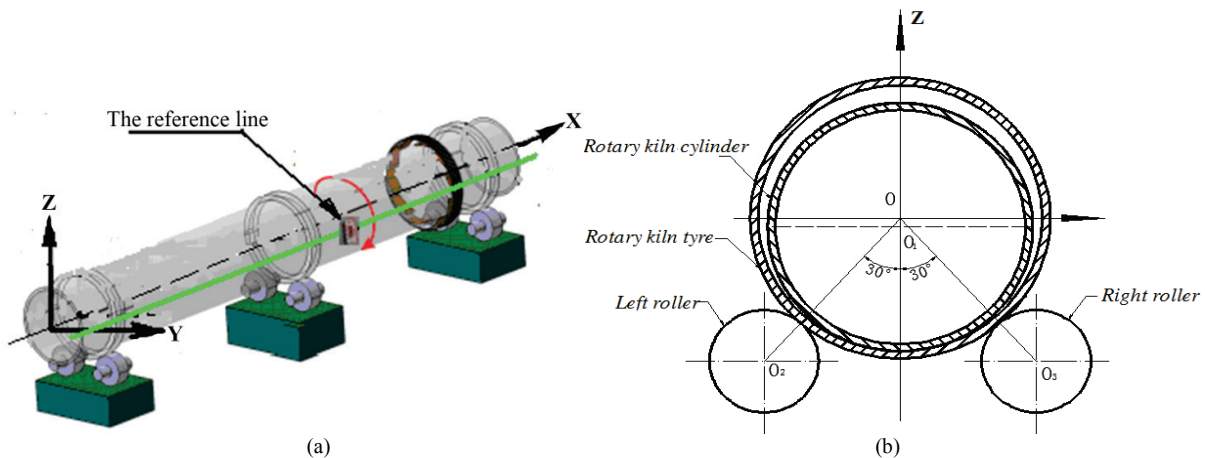 The reference line
X
Z
Y
(a)
Z
Rotary kiln cylinder
O
Rotary kiln tyre
O₁
30° 30°
Left roller
Right roller
O₂
O₃
(b)